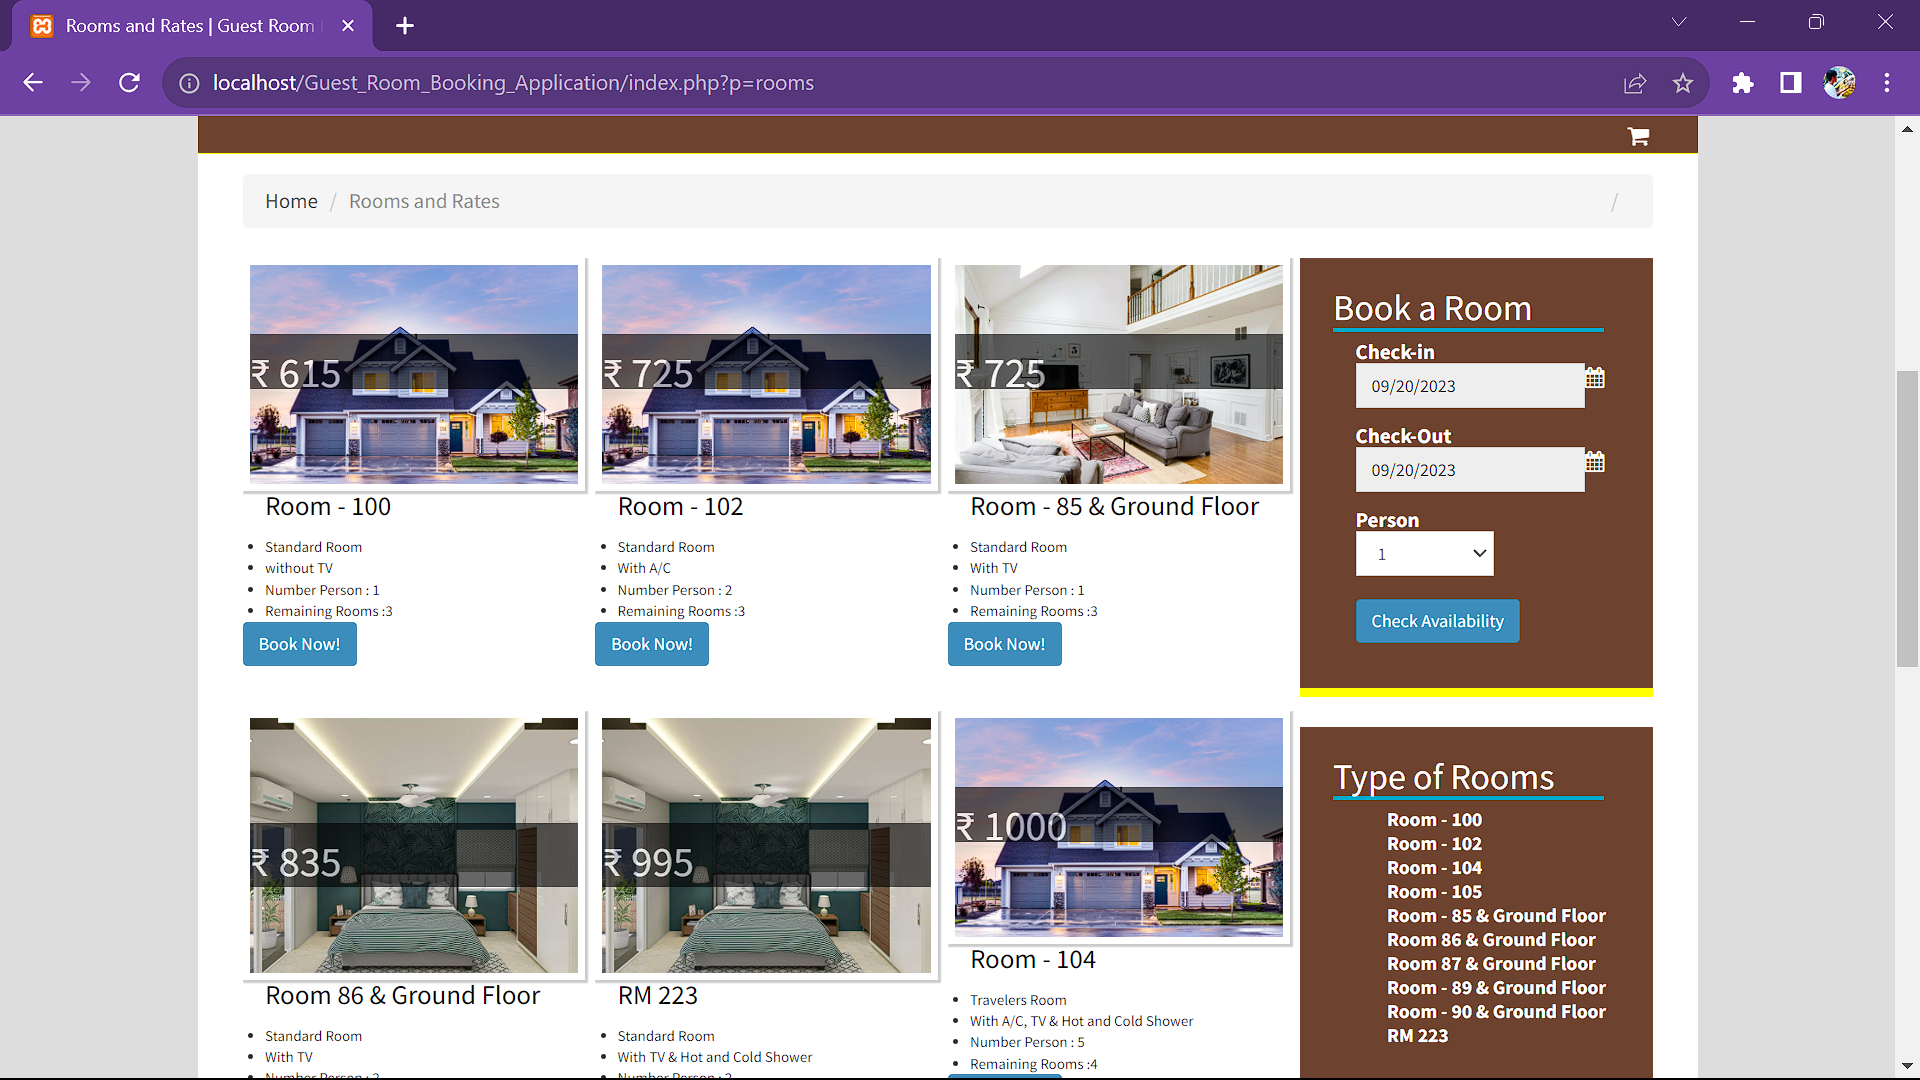 Rooms and Rates | Guest Room
localhost/Guest_Room_Booking_Application/index.php?p=rooms
Home / Rooms and Rates /
₹ 615
Room - 100
Standard Room
without TV
Number Person : 1
Remaining Rooms :3
Book Now!
₹ 725
Room - 102
Standard Room
With A/C
Number Person : 2
Remaining Rooms :3
Book Now!
₹ 725
Room - 85 & Ground Floor
Standard Room
With TV
Number Person : 1
Remaining Rooms :3
Book Now!
₹ 835
Room 86 & Ground Floor
Standard Room
With TV
Number Person : 2
₹ 995
RM 223
Standard Room
With TV & Hot and Cold Shower
Number Person : 2
₹ 1000
Room - 104
Travelers Room
With A/C, TV & Hot and Cold Shower
Number Person : 5
Remaining Rooms :4
Book a Room
Check-in
09/20/2023
Check-Out
09/20/2023
Person
1
Check Availability
Type of Rooms
Room - 100
Room - 102
Room - 104
Room - 105
Room - 85 & Ground Floor
Room 86 & Ground Floor
Room 87 & Ground Floor
Room - 89 & Ground Floor
Room - 90 & Ground Floor
RM 223